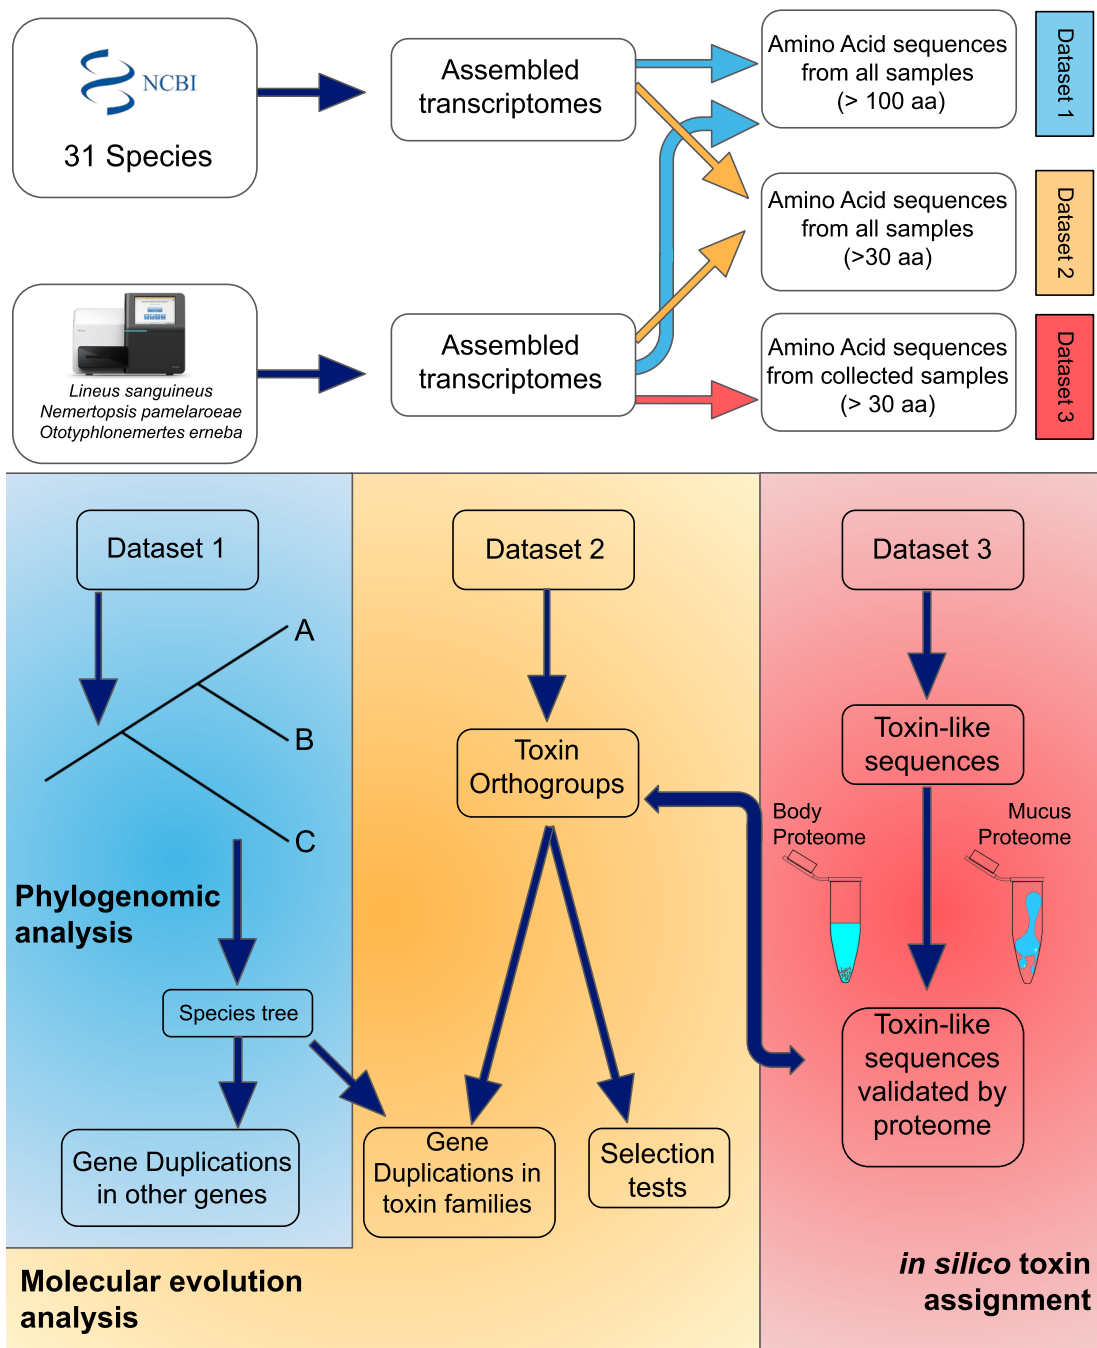 NCBI
31 Species
Assembled
transcriptomes
Amino Acid sequences
from all samples
(> 100 aa)
Dataset 1
Amino Acid sequences
from all samples
(>30 aa)
Dataset 2
Lineus sanguineus
Nemertopsis pamelaroeae
Ototyphlonemertes erneba
Assembled
transcriptomes
Amino Acid sequences
from collected samples
(> 30 aa)
Dataset 3
Dataset 1
A
B
C
Phylogenomic
analysis
Species tree
Gene Duplications
in other genes
Dataset 2
Toxin
Orthogroups
Gene
Duplications in
toxin families
Selection
tests
Molecular evolution
analysis
Dataset 3
Toxin-like
sequences
Body
Proteome
Mucus
Proteome
Toxin-like
sequences
validated by
proteome
in silico toxin
assignment